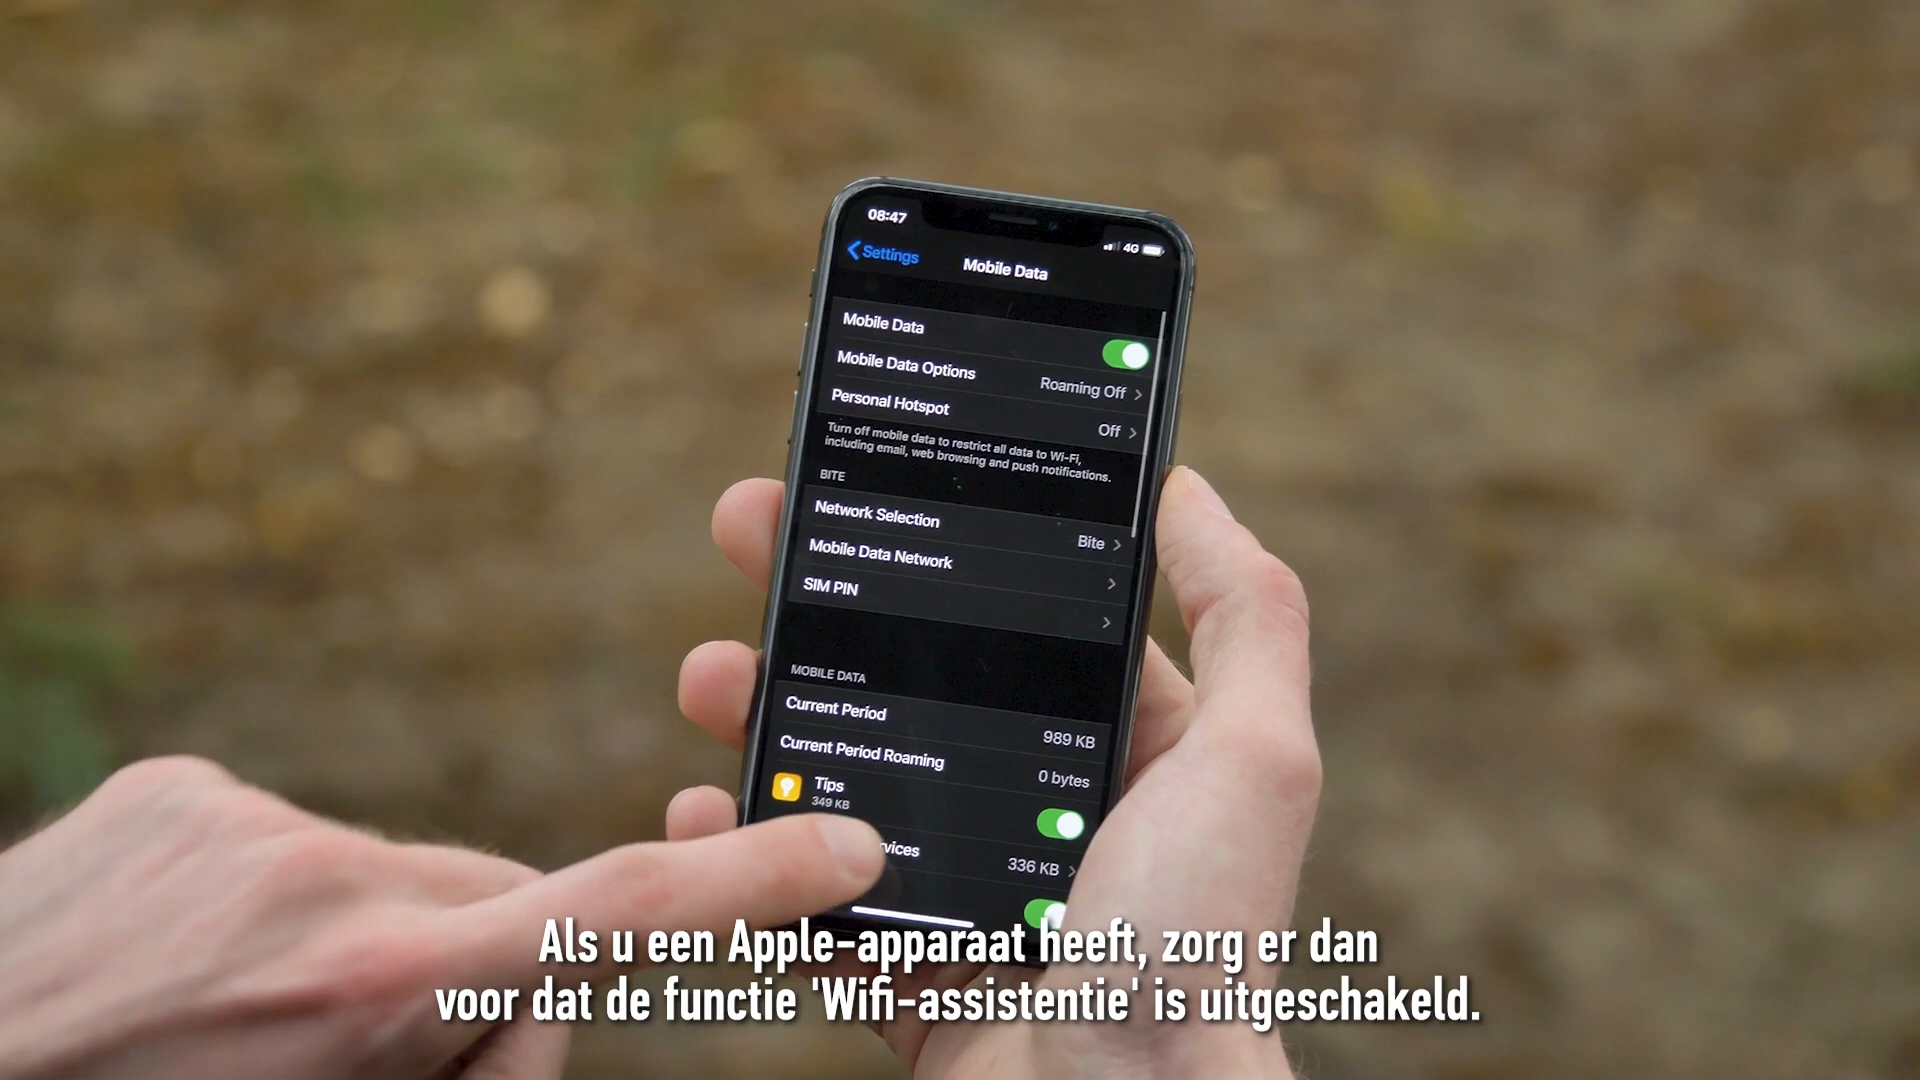 08:47
4G
Settings
Mobile Data
Mobile Data
Mobile Data Options
Roaming Off
Personal Hotspot
Off
Turn off mobile data to restrict all data to Wi-Fi,
including email, web browsing and push notifications.
BITE
Network Selection
Bite
Mobile Data Network
SIM PIN
MOBILE DATA
Current Period
989 KB
Current Period Roaming
0 bytes
Tips
349 KB
336 KB
Als u een Apple-apparaat heeft, zorg er dan
voor dat de functie 'Wifi-assistentie' is uitgeschakeld.